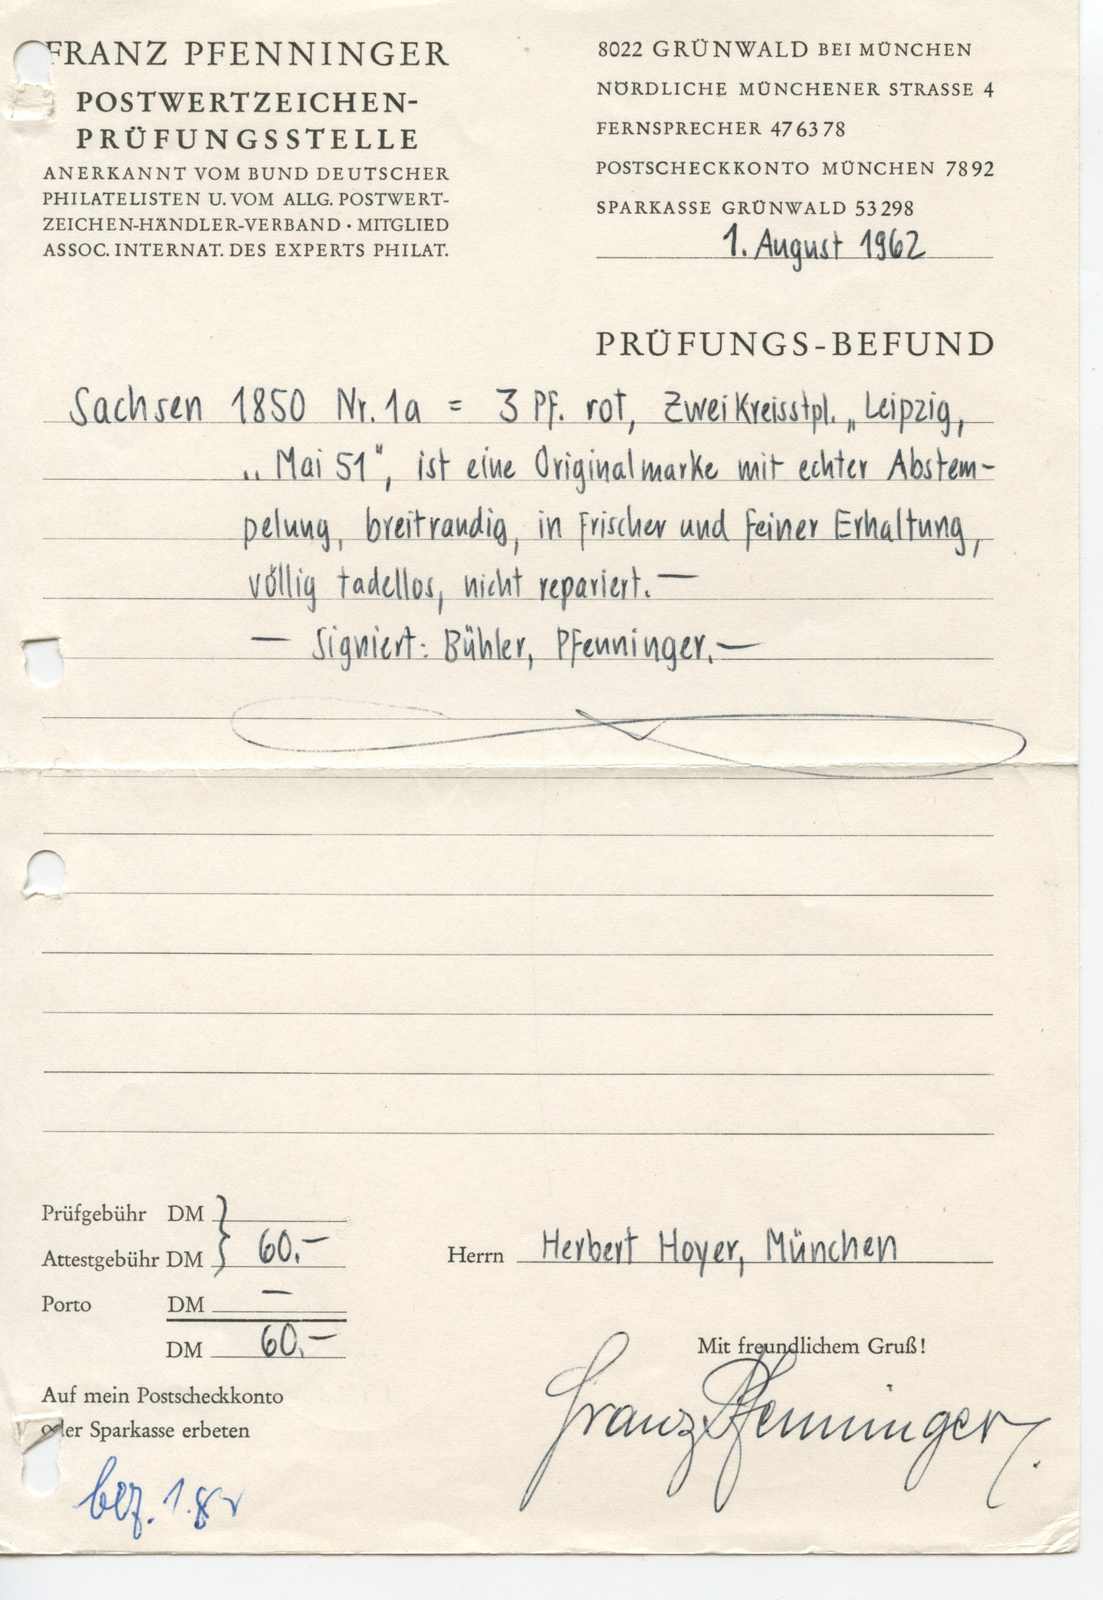 FRANZ PFENNINGER
POSTWERTZEICHEN-
PRÜFUNGSSTELLE
ANERKANNT VOM BUND DEUTSCHER
PHILATELISTEN U. VOM ALLG. POSTWERT-
ZEICHEN-HÄNDLER-VERBAND · MITGLIED
ASSOC. INTERNAT. DES EXPERTS PHILAT.
8022 GRÜNWALD BEI MÜNCHEN
NÖRDLICHE MÜNCHENER STRASSE 4
FERNSPRECHER 47 63 78
POSTSCHECKKONTO MÜNCHEN 7892
SPARKASSE GRÜNWALD 53 298
1. August 1962
PRÜFUNGS-BEFUND
Sachsen 1850 Nr. 1a = 3 Pf. rot, Zweikreisstpl. „Leipzig,
„ Mai 51", ist eine Originalmarke mit echter Abstem-
pelung, breitrandig, in frischer und feiner Erhaltung,
völlig tadellos, nicht repariert. —
— Signiert: Bühler, Pfenninger. —
Prüfgebühr DM
Attestgebühr DM 60,-
Porto DM —
DM 60,-
Auf mein Postscheckkonto
oder Sparkasse erbeten
bez. 1.8.
Herrn Herbert Hoyer, München
Mit freundlichem Gruß!
Franz Pfenninger.